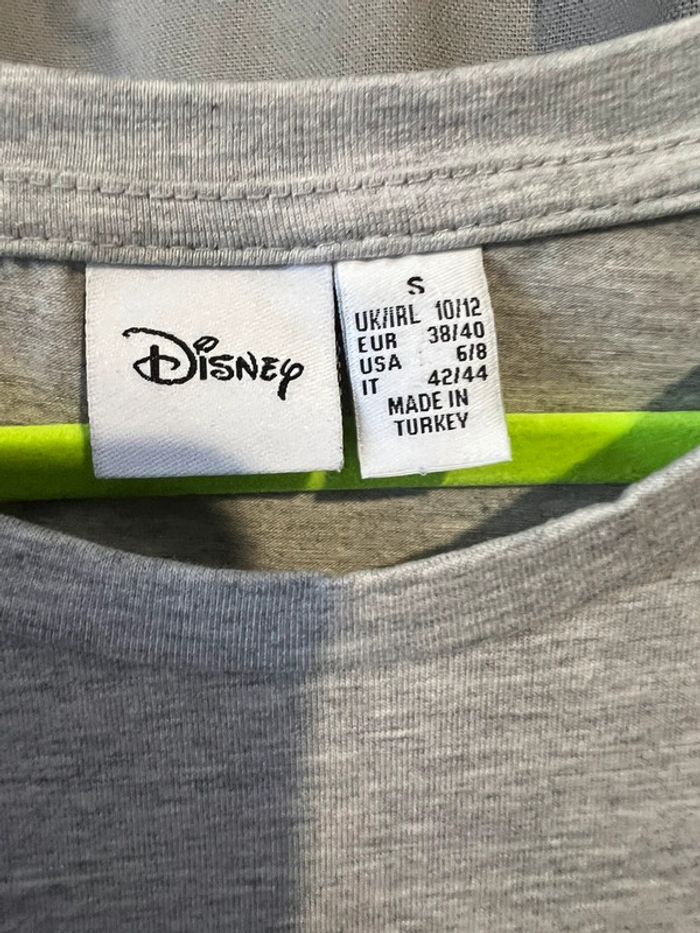 Disney
S
UK/IRL 10/12
EUR 38/40
USA 6/8
IT 42/44
MADE IN
TURKEY